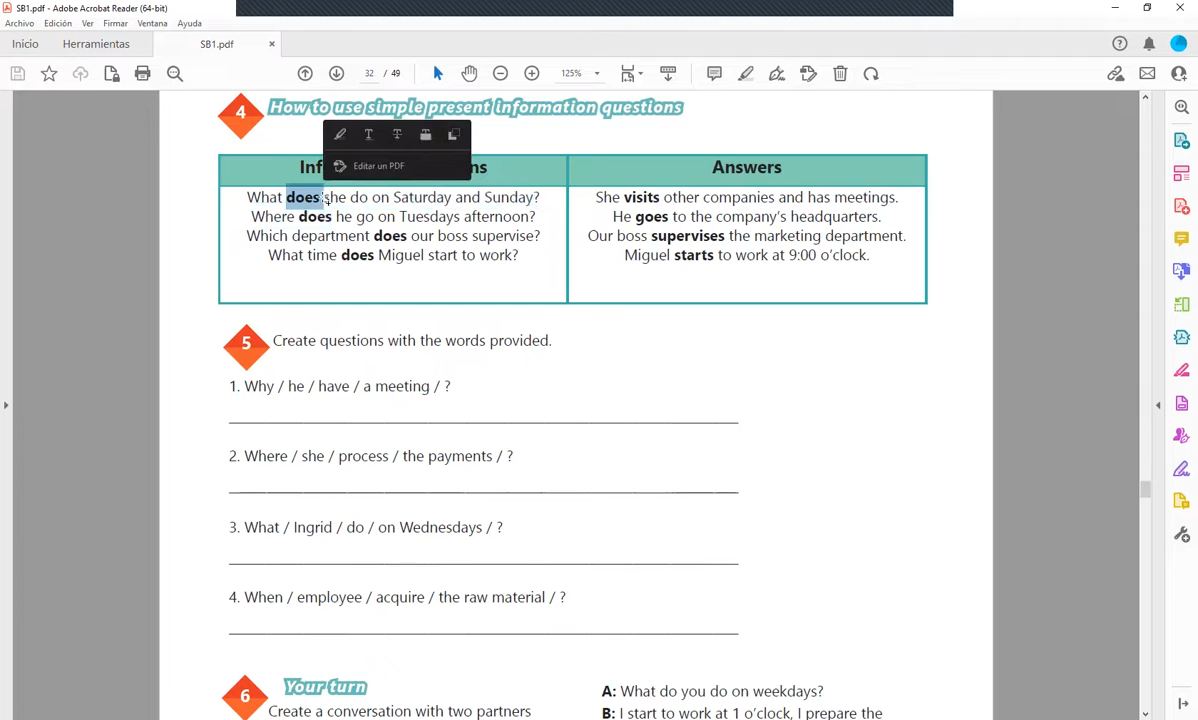 SB1.pdf - Adobe Acrobat Reader (64-bit)
Archivo Edición Ver Firmar Ventana Ayuda
Inicio Herramientas SB1.pdf ×
32 / 49 125%
4 How to use simple present information questions
Editar un PDF
Inf ns Answers
What does she do on Saturday and Sunday? She visits other companies and has meetings.
Where does he go on Tuesdays afternoon? He goes to the company's headquarters.
Which department does our boss supervise? Our boss supervises the marketing department.
What time does Miguel start to work? Miguel starts to work at 9:00 o'clock.
5 Create questions with the words provided.
1. Why / he / have / a meeting / ?
2. Where / she / process / the payments / ?
3. What / Ingrid / do / on Wednesdays / ?
4. When / employee / acquire / the raw material / ?
6 Your turn
Create a conversation with two partners
A: What do you do on weekdays?
B: I start to work at 1 o'clock, I prepare the